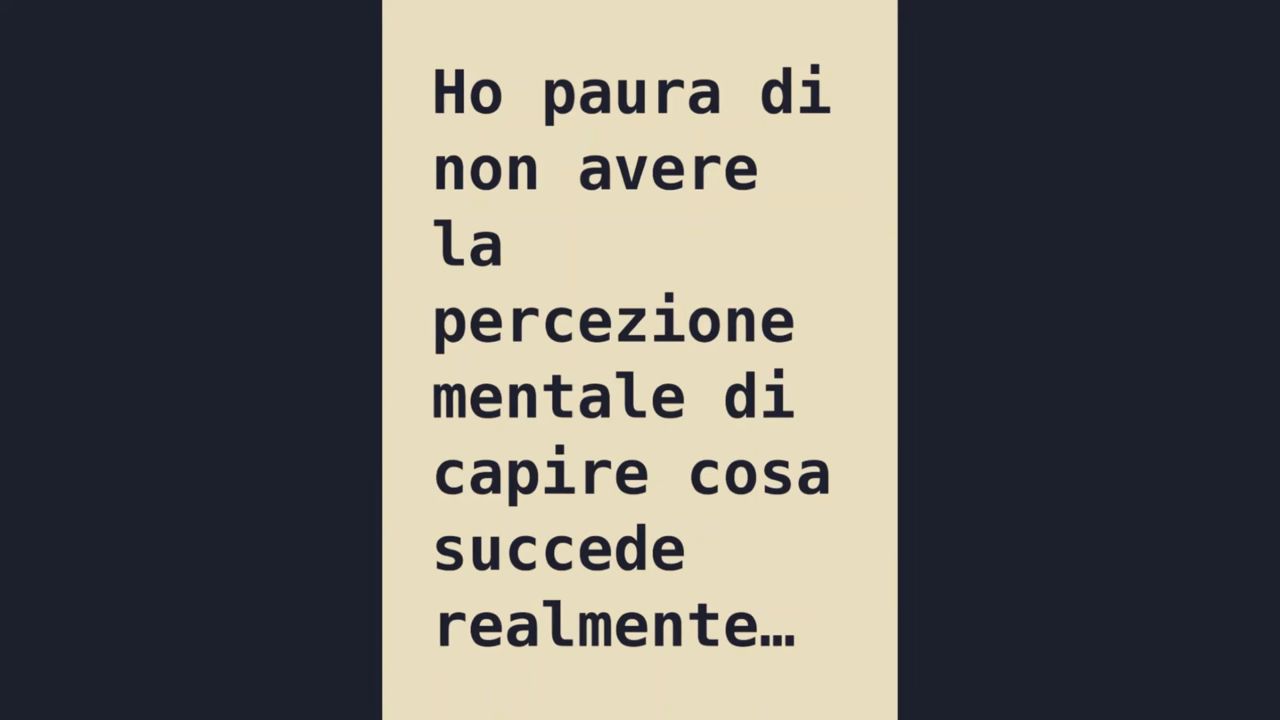 Ho paura di
non avere
la
percezione
mentale di
capire cosa
succede
realmente…